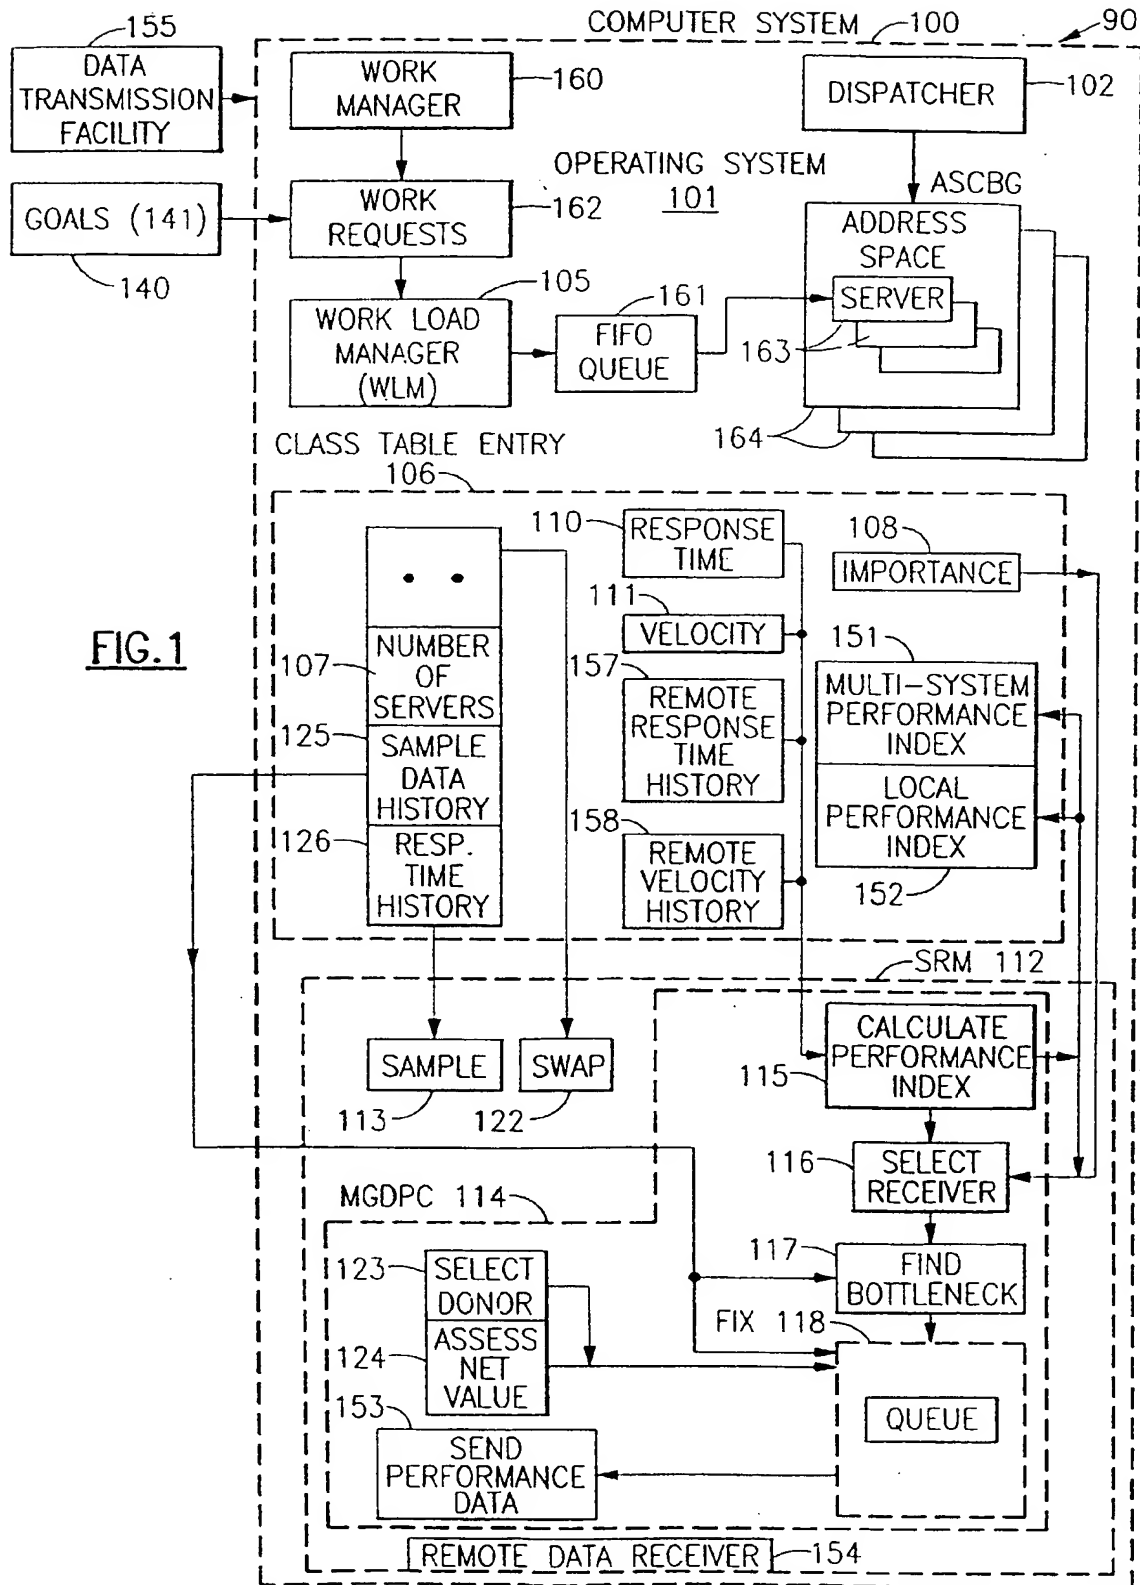 COMPUTER SYSTEM
100
90
155
DATA
TRANSMISSION
FACILITY
WORK
MANAGER
160
DISPATCHER
102
OPERATING SYSTEM
101
ASCBG
GOALS (141)
140
WORK
REQUESTS
162
ADDRESS
SPACE
SERVER
163
164
105
WORK LOAD
MANAGER
(WLM)
161
FIFO
QUEUE
CLASS TABLE ENTRY
106
110
RESPONSE
TIME
108
IMPORTANCE
111
VELOCITY
FIG.1
107
NUMBER
OF
SERVERS
157
REMOTE
RESPONSE
TIME
HISTORY
151
MULTI-SYSTEM
PERFORMANCE
INDEX
125
SAMPLE
DATA
HISTORY
LOCAL
PERFORMANCE
INDEX
152
126
RESP.
TIME
HISTORY
158
REMOTE
VELOCITY
HISTORY
SRM 112
SAMPLE
113
SWAP
122
CALCULATE
PERFORMANCE
INDEX
115
116
SELECT
RECEIVER
MGDPC 114
117
FIND
BOTTLENECK
123
SELECT
DONOR
124
ASSESS
NET
VALUE
FIX 118
QUEUE
153
SEND
PERFORMANCE
DATA
REMOTE DATA RECEIVER
154